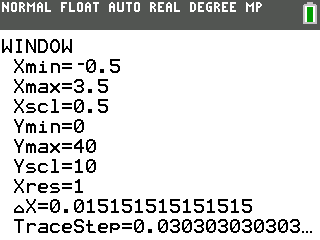 NORMAL FLOAT AUTO REAL DEGREE MP
WINDOW
Xmin=⁻0.5
Xmax=3.5
Xscl=0.5
Ymin=0
Ymax=40
Yscl=10
Xres=1
△X=0.015151515151515
TraceStep=0.030303030303…